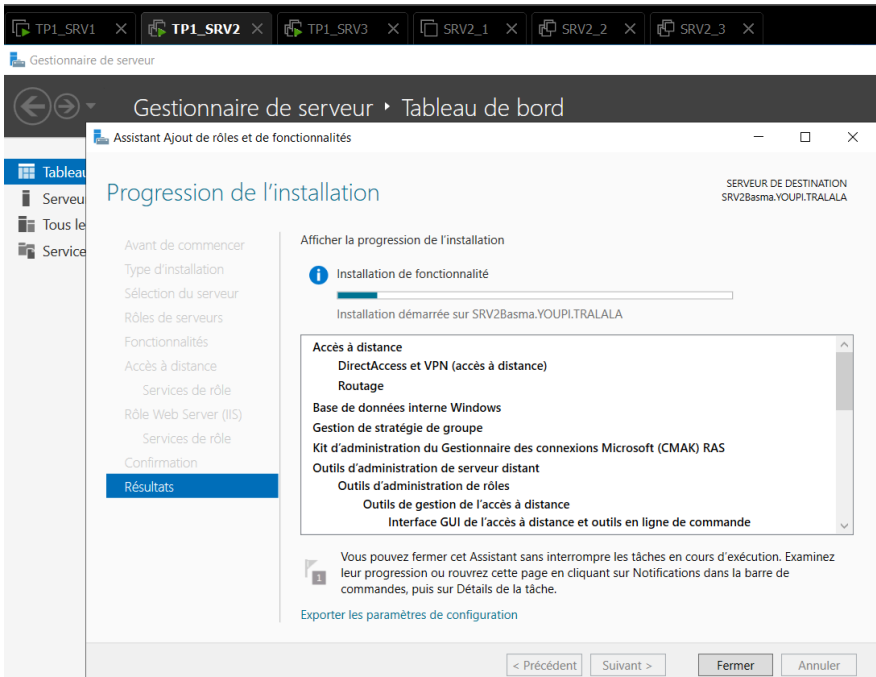 TP1_SRV1 TP1_SRV2 TP1_SRV3 SRV2_1 SRV2_2 SRV2_3
Gestionnaire de serveur
Gestionnaire de serveur Tableau de bord
Assistant Ajout de rôles et de fonctionnalités
Tableau
Serveu
Tous le
Service
Progression de l'installation
SERVEUR DE DESTINATION
SRV2Basma.YOUPI.TRALALA
Avant de commencer
Type d'installation
Sélection du serveur
Rôles de serveurs
Fonctionnalités
Accès à distance
Services de rôle
Rôle Web Server (IIS)
Services de rôle
Confirmation
Résultats
Afficher la progression de l'installation
Installation de fonctionnalité
Installation démarrée sur SRV2Basma.YOUPI.TRALALA
Accès à distance
DirectAccess et VPN (accès à distance)
Routage
Base de données interne Windows
Gestion de stratégie de groupe
Kit d'administration du Gestionnaire des connexions Microsoft (CMAK) RAS
Outils d'administration de serveur distant
Outils d'administration de rôles
Outils de gestion de l'accès à distance
Interface GUI de l'accès à distance et outils en ligne de commande
1
Vous pouvez fermer cet Assistant sans interrompre les tâches en cours d'exécution. Examinez
leur progression ou rouvrez cette page en cliquant sur Notifications dans la barre de
commandes, puis sur Détails de la tâche.
Exporter les paramètres de configuration
< Précédent Suivant > Fermer Annuler